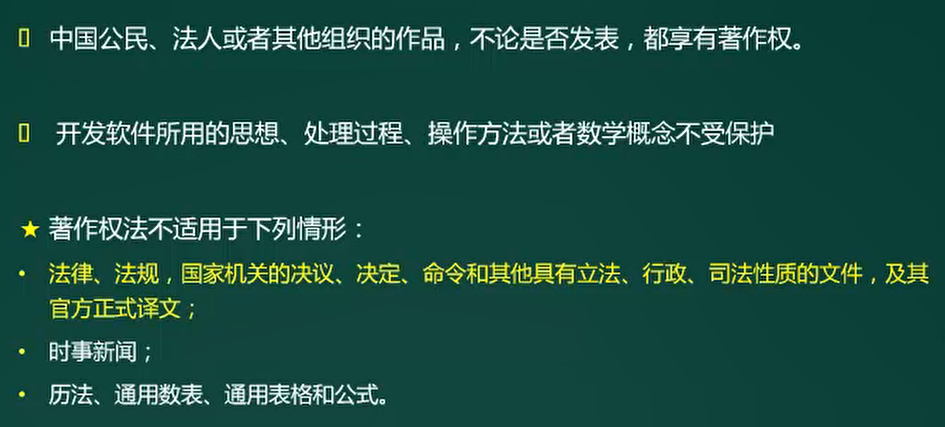 ▯ 中国公民、法人或者其他组织的作品，不论是否发表，都享有著作权。
▯ 开发软件所用的思想、处理过程、操作方法或者数学概念不受保护
★ 著作权法不适用于下列情形：
• 法律、法规，国家机关的决议、决定、命令和其他具有立法、行政、司法性质的文件，及其
官方正式译文；
• 时事新闻；
• 历法、通用数表、通用表格和公式。